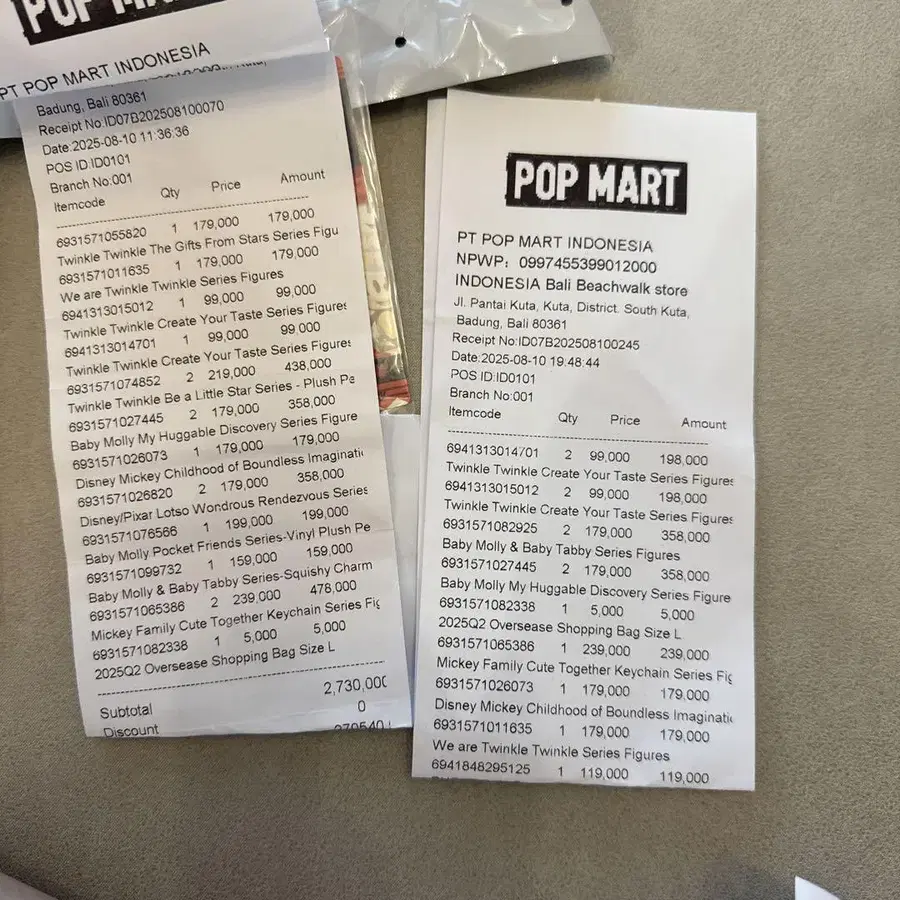 POP MART
PT POP MART INDONESIA
Badung, Bali 80361
Receipt No:ID07B202508100070
Date:2025-08-10 11:36:36
POS ID:ID0101
Branch No:001
Itemcode Qty Price Amount
6931571055820 1 179,000 179,000
Twinkle Twinkle The Gifts From Stars Series Figu
6931571011635 1 179,000 179,000
We are Twinkle Twinkle Series Figures
6941313015012 1 99,000 99,000
Twinkle Twinkle Create Your Taste Series Figures
6941313014701 1 99,000 99,000
Twinkle Twinkle Create Your Taste Series Figures
6931571074852 2 219,000 438,000
Twinkle Twinkle Be a Little Star Series - Plush Pe
6931571027445 2 179,000 358,000
Baby Molly My Huggable Discovery Series Figure
6931571026073 1 179,000 179,000
Disney Mickey Childhood of Boundless Imaginati
6931571026820 2 179,000 358,000
Disney/Pixar Lotso Wondrous Rendezvous Series
6931571076566 1 199,000 199,000
Baby Molly Pocket Friends Series-Vinyl Plush Pe
6931571099732 1 159,000 159,000
Baby Molly & Baby Tabby Series-Squishy Charm
6931571065386 2 239,000 478,000
Mickey Family Cute Together Keychain Series Fig
6931571082338 1 5,000 5,000
2025Q2 Oversease Shopping Bag Size L
Subtotal 2,730,000
Discount 0
POP MART
PT POP MART INDONESIA
NPWP: 0997455399012000
INDONESIA Bali Beachwalk store
Jl. Pantai Kuta, Kuta, District. South Kuta,
Badung, Bali 80361
Receipt No:ID07B202508100245
Date:2025-08-10 19:48:44
POS ID:ID0101
Branch No:001
Itemcode Qty Price Amount
6941313014701 2 99,000 198,000
Twinkle Twinkle Create Your Taste Series Figures
6941313015012 2 99,000 198,000
Twinkle Twinkle Create Your Taste Series Figures
6931571082925 2 179,000 358,000
Baby Molly & Baby Tabby Series Figures
6931571027445 2 179,000 358,000
Baby Molly My Huggable Discovery Series Figure
6931571082338 1 5,000 5,000
2025Q2 Oversease Shopping Bag Size L
6931571065386 1 239,000 239,000
Mickey Family Cute Together Keychain Series Fig
6931571026073 1 179,000 179,000
Disney Mickey Childhood of Boundless Imaginatio
6931571011635 1 179,000 179,000
We are Twinkle Twinkle Series Figures
6941848295125 1 119,000 119,000